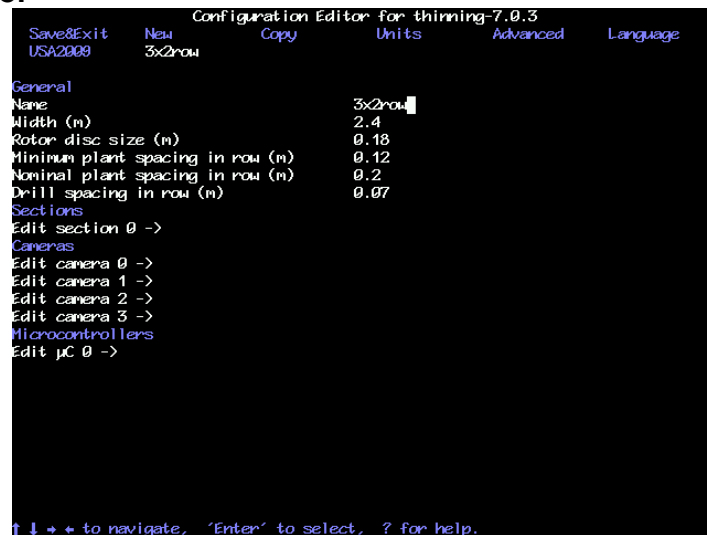 Configuration Editor for thinning-7.0.3
Save&Exit New Copy Units Advanced Language
USA2009 3x2row
General
Name 3x2row
Width (m) 2.4
Rotor disc size (m) 0.18
Minimum plant spacing in row (m) 0.12
Nominal plant spacing in row (m) 0.2
Drill spacing in row (m) 0.07
Sections
Edit section 0 ->
Cameras
Edit camera 0 ->
Edit camera 1 ->
Edit camera 2 ->
Edit camera 3 ->
Microcontrollers
Edit µC 0 ->
↑ ↓ → ← to navigate, 'Enter' to select, ? for help.